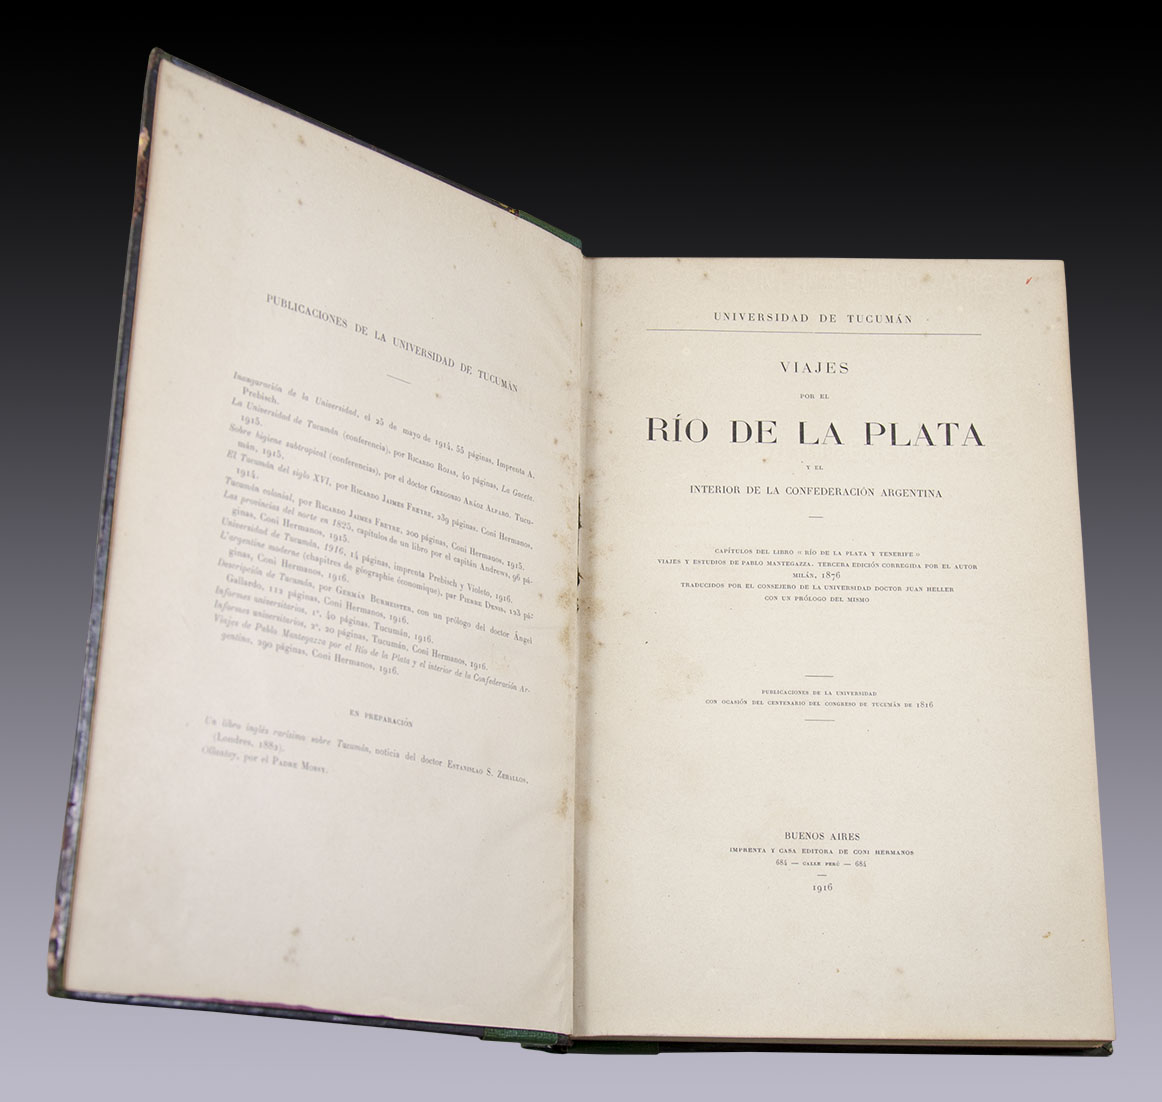 PUBLICACIONES DE LA UNIVERSIDAD DE TUCUMÁN
Inauguración de la Universidad, el 25 de mayo de 1914, 55 páginas, Imprenta A.
Prebisch.
La Universidad de Tucumán (conferencia), por RICARDO ROJAS, 40 páginas, La Gaceta.
1915.
Sobre higiene subtropical (conferencias), por el doctor GREGORIO ARÁOZ ALFARO, Tucu-
mán, 1915.
El Tucumán del siglo XVI, por RICARDO JAIMES FREYRE, 239 páginas, Coni Hermanos,
1914.
Tucumán colonial, por RICARDO JAIMES FREYRE, 200 páginas, Coni Hermanos, 1915.
Las provincias del norte en 1825, capítulos de un libro por el capitán Andrews, 96 pá-
ginas, Coni Hermanos, 1915.
Universidad de Tucumán, 1916, 14 páginas, imprenta Prebisch y Violeto, 1916.
L'argentine moderne (chapitres de géographie économique), par PIERRE DENIS, 123 pá-
ginas, Coni Hermanos, 1916.
Descripción de Tucumán, por GERMÁN BURMEISTER, con un prólogo del doctor Ángel
Gallardo, 112 páginas, Coni Hermanos, 1916.
Informes universitarios, 1º, 40 páginas, Tucumán, 1916.
Informes universitarios, 2º, 20 páginas, Tucumán, Coni Hermanos, 1916.
Viajes de Pablo Mantegazza por el Río de la Plata y el interior de la Confederación Ar-
gentina, 290 páginas, Coni Hermanos, 1916.
EN PREPARACIÓN
Un libro inglés rarísimo sobre Tucumán, noticia del doctor ESTANISLAO S. ZEBALLOS,
(Londres, 1881).
Ollantay, por el PADRE MOSSI.
UNIVERSIDAD DE TUCUMÁN
VIAJES
POR EL
RÍO DE LA PLATA
Y EL
INTERIOR DE LA CONFEDERACIÓN ARGENTINA
CAPÍTULOS DEL LIBRO « RÍO DE LA PLATA Y TENERIFE »
VIAJES Y ESTUDIOS DE PABLO MANTEGAZZA. TERCERA EDICIÓN CORREGIDA POR EL AUTOR
MILÁN, 1876
TRADUCIDOS POR EL CONSEJERO DE LA UNIVERSIDAD DOCTOR JUAN HELLER
CON UN PRÓLOGO DEL MISMO
PUBLICACIONES DE LA UNIVERSIDAD
CON OCASIÓN DEL CENTENARIO DEL CONGRESO DE TUCUMÁN DE 1816
BUENOS AIRES
IMPRENTA Y CASA EDITORA DE CONI HERMANOS
684 — CALLE PERÚ — 684
1916